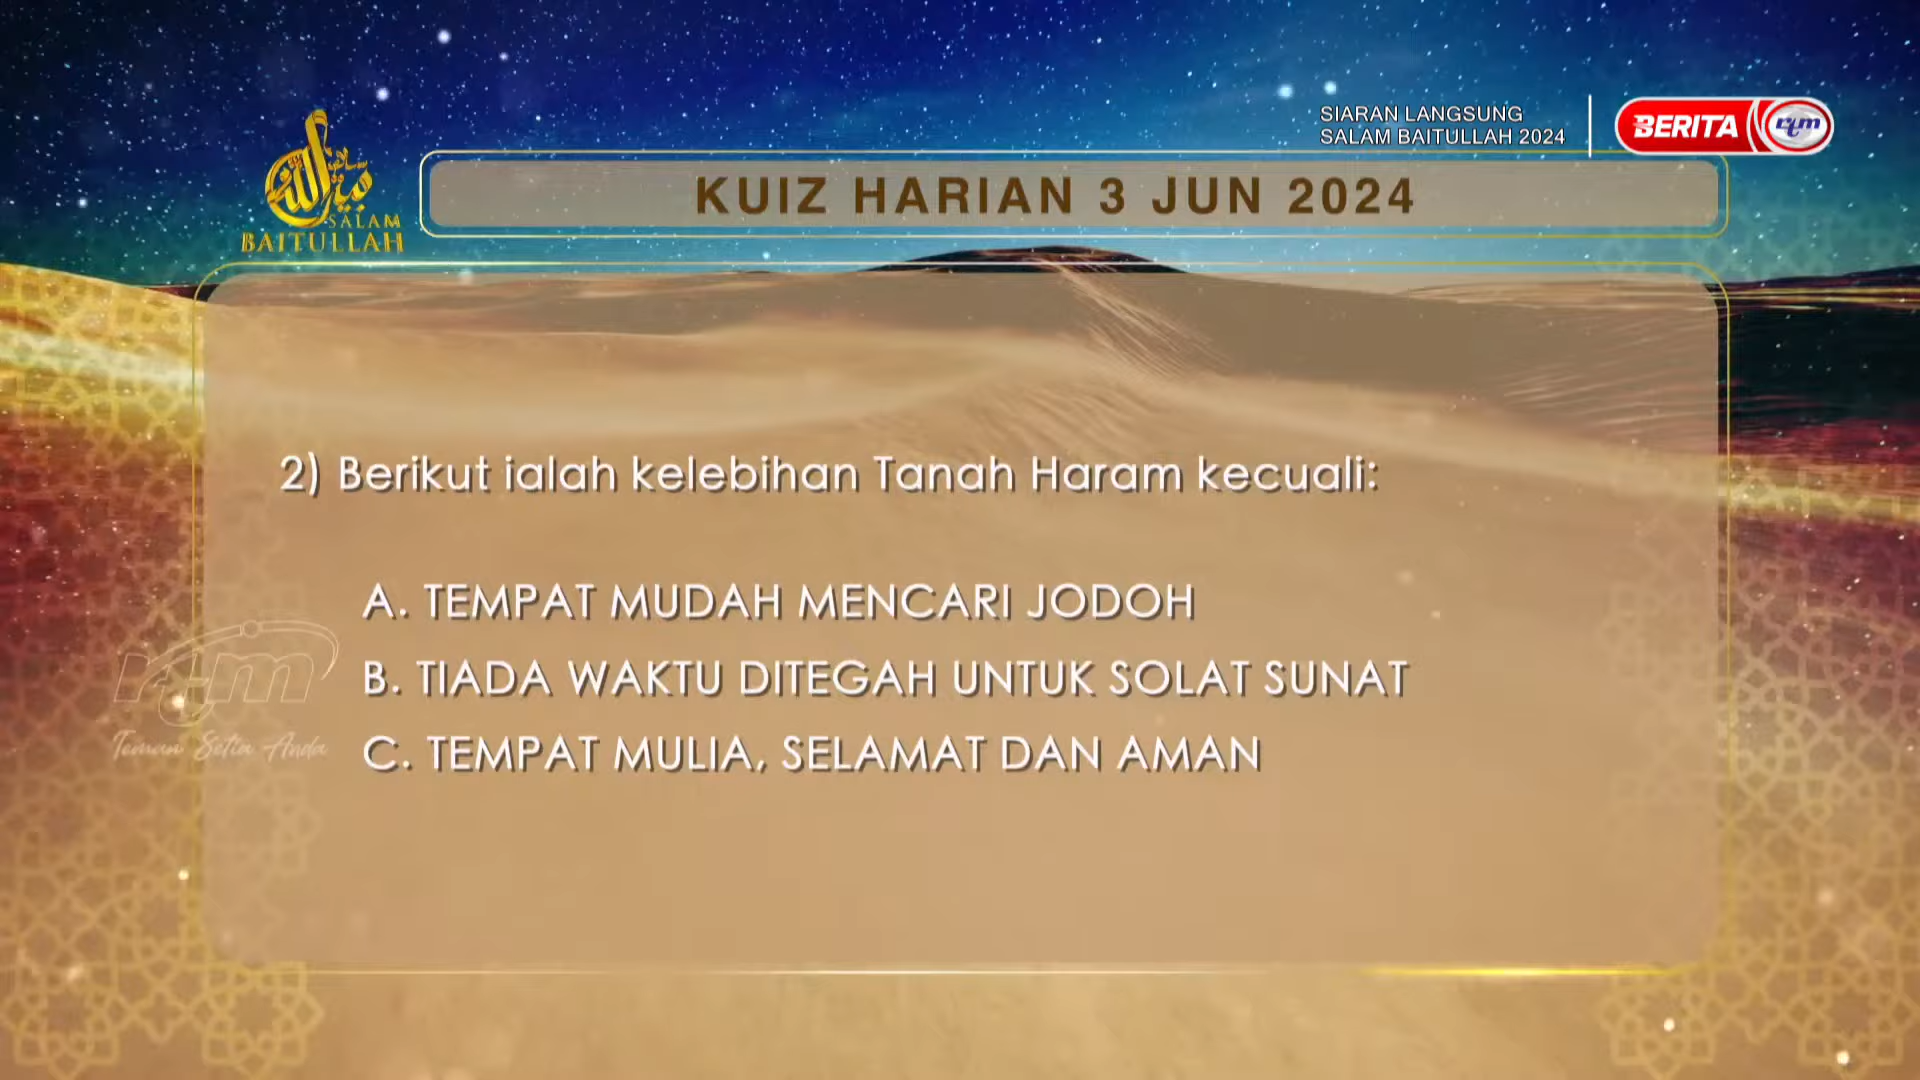 SIARAN LANGSUNG
SALAM BAITULLAH 2024
BERITA rtm
SALAM
BAITULLAH
KUIZ HARIAN 3 JUN 2024
2) Berikut ialah kelebihan Tanah Haram kecuali:
A. TEMPAT MUDAH MENCARI JODOH
B. TIADA WAKTU DITEGAH UNTUK SOLAT SUNAT
C. TEMPAT MULIA, SELAMAT DAN AMAN
rtm
Teman Setia Anda